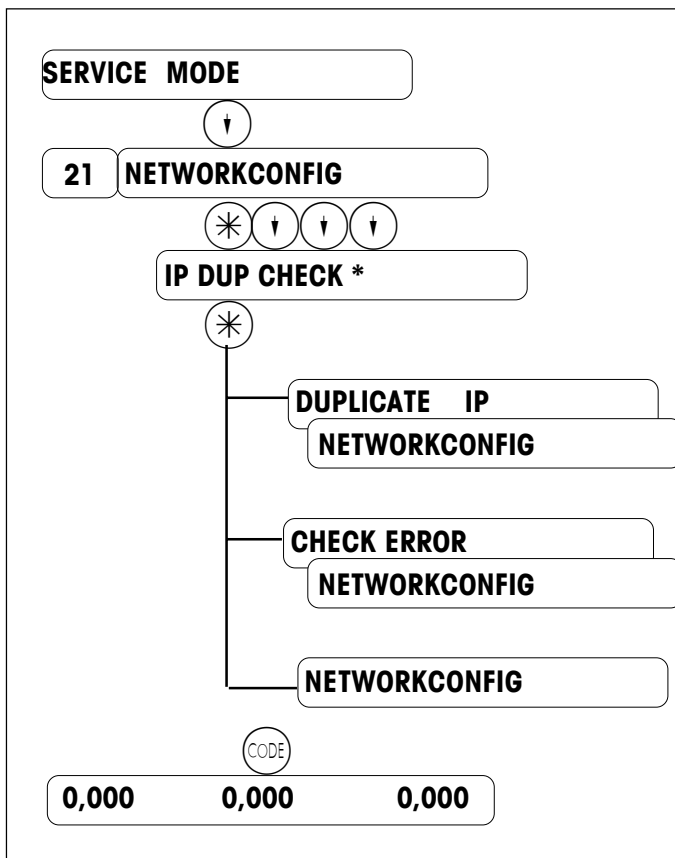 SERVICE MODE
21 NETWORKCONFIG
IP DUP CHECK *
DUPLICATE IP
NETWORKCONFIG
CHECK ERROR
NETWORKCONFIG
NETWORKCONFIG
CODE
0,000 0,000 0,000